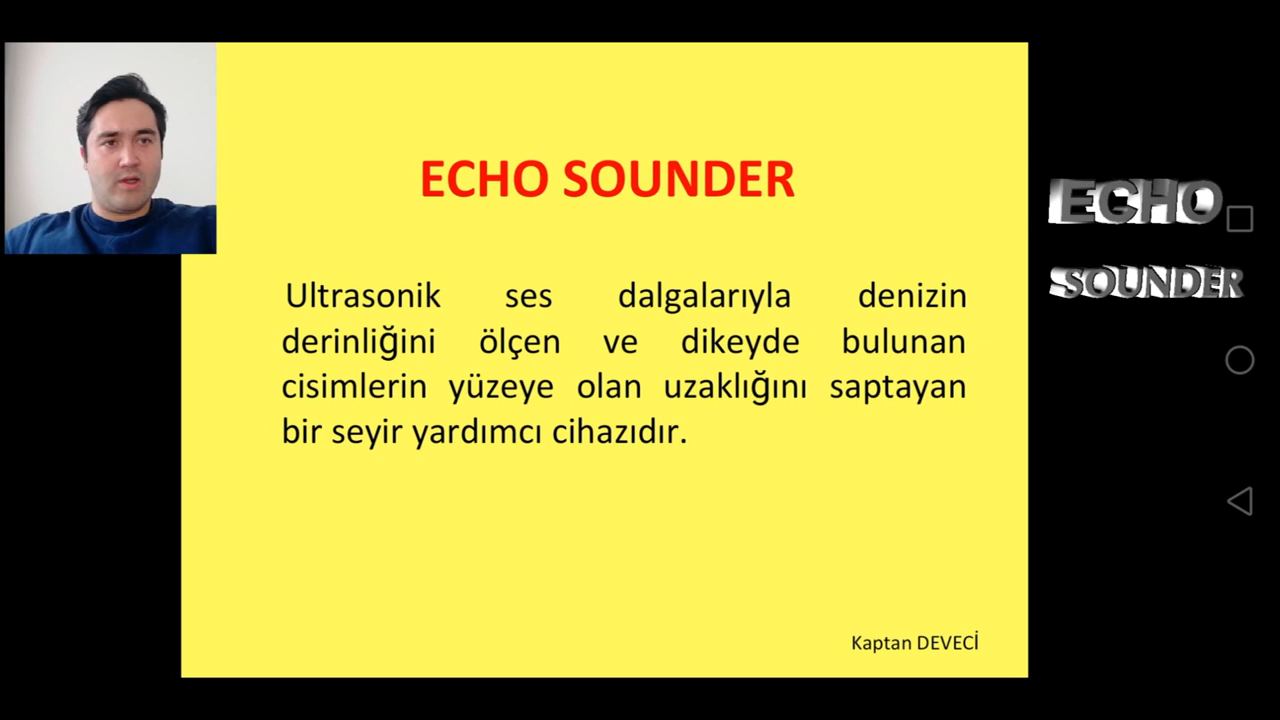 ECHO SOUNDER
Ultrasonik ses dalgalarıyla denizin
derinliğini ölçen ve dikeyde bulunan
cisimlerin yüzeye olan uzaklığını saptayan
bir seyir yardımcı cihazıdır.
Kaptan DEVECİ
ECHO
SOUNDER